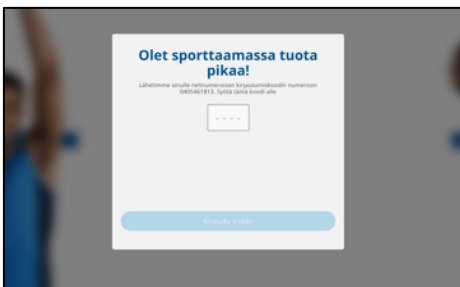 Olet sporttaamassa tuota
pikaa!
Lähetimme sinulle nelinumeroisen kirjautumiskoodin numeroon
0405461813. Syötä tämä koodi alle
- - - -
Kirjaudu sisään